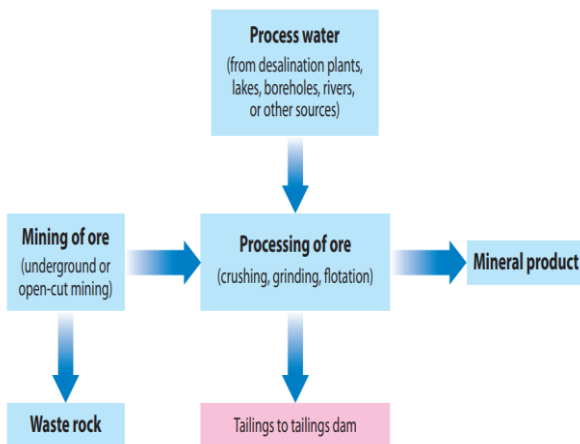 Process water
(from desalination plants,
lakes, boreholes, rivers,
or other sources)
Mining of ore
(underground or
open-cut mining)
Processing of ore
(crushing, grinding, flotation)
Mineral product
Waste rock
Tailings to tailings dam